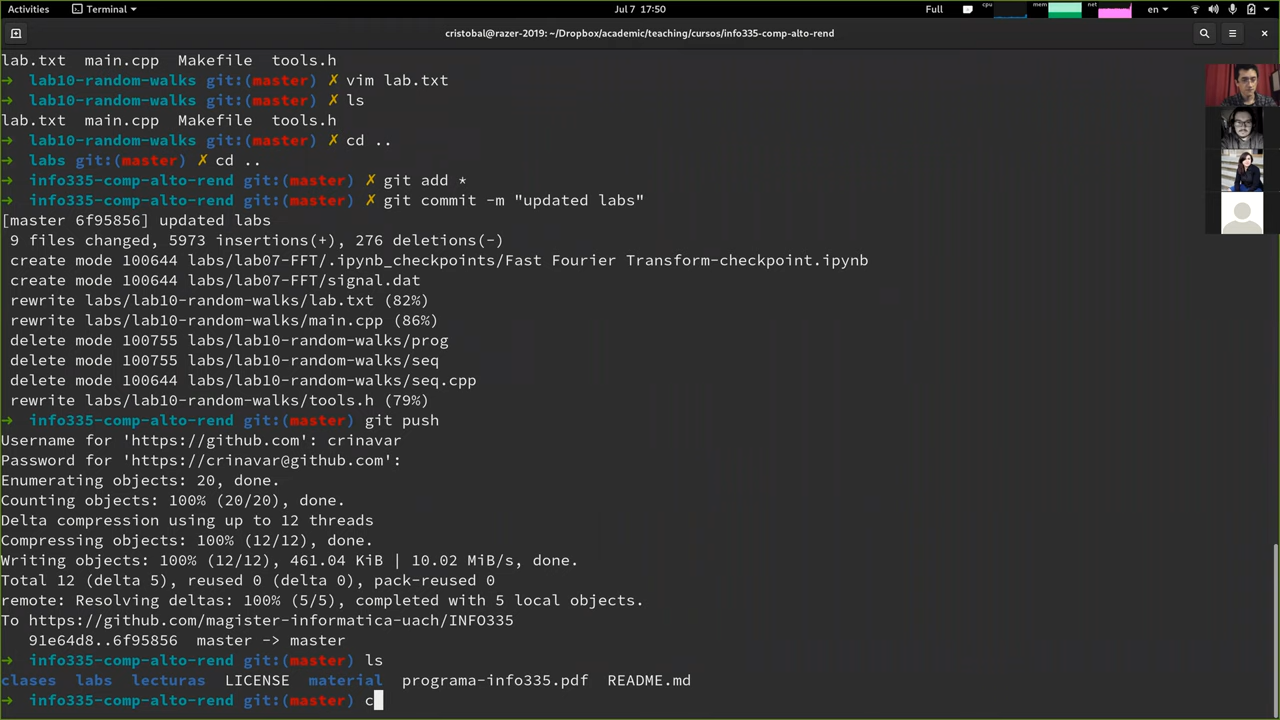 Activities
Terminal
Jul 7 17:50
Full
cpu
mem
net
en
cristobal@razer-2019: ~/Dropbox/academic/teaching/cursos/info335-comp-alto-rend
lab.txt  main.cpp  Makefile  tools.h
➜  lab10-random-walks git:(master) ✗ vim lab.txt
➜  lab10-random-walks git:(master) ✗ ls
lab.txt  main.cpp  Makefile  tools.h
➜  lab10-random-walks git:(master) ✗ cd ..
➜  labs git:(master) ✗ cd ..
➜  info335-comp-alto-rend git:(master) ✗ git add *
➜  info335-comp-alto-rend git:(master) ✗ git commit -m "updated labs"
[master 6f95856] updated labs
9 files changed, 5973 insertions(+), 276 deletions(-)
create mode 100644 labs/lab07-FFT/.ipynb_checkpoints/Fast Fourier Transform-checkpoint.ipynb
create mode 100644 labs/lab07-FFT/signal.dat
rewrite labs/lab10-random-walks/lab.txt (82%)
rewrite labs/lab10-random-walks/main.cpp (86%)
delete mode 100755 labs/lab10-random-walks/prog
delete mode 100755 labs/lab10-random-walks/seq
delete mode 100644 labs/lab10-random-walks/seq.cpp
rewrite labs/lab10-random-walks/tools.h (79%)
➜  info335-comp-alto-rend git:(master) git push
Username for 'https://github.com': crinavar
Password for 'https://crinavar@github.com':
Enumerating objects: 20, done.
Counting objects: 100% (20/20), done.
Delta compression using up to 12 threads
Compressing objects: 100% (12/12), done.
Writing objects: 100% (12/12), 461.04 KiB | 10.02 MiB/s, done.
Total 12 (delta 5), reused 0 (delta 0), pack-reused 0
remote: Resolving deltas: 100% (5/5), completed with 5 local objects.
To https://github.com/magister-informatica-uach/INFO335
91e64d8..6f95856  master -> master
➜  info335-comp-alto-rend git:(master) ls
clases  labs  lecturas  LICENSE  material  programa-info335.pdf  README.md
➜  info335-comp-alto-rend git:(master) c